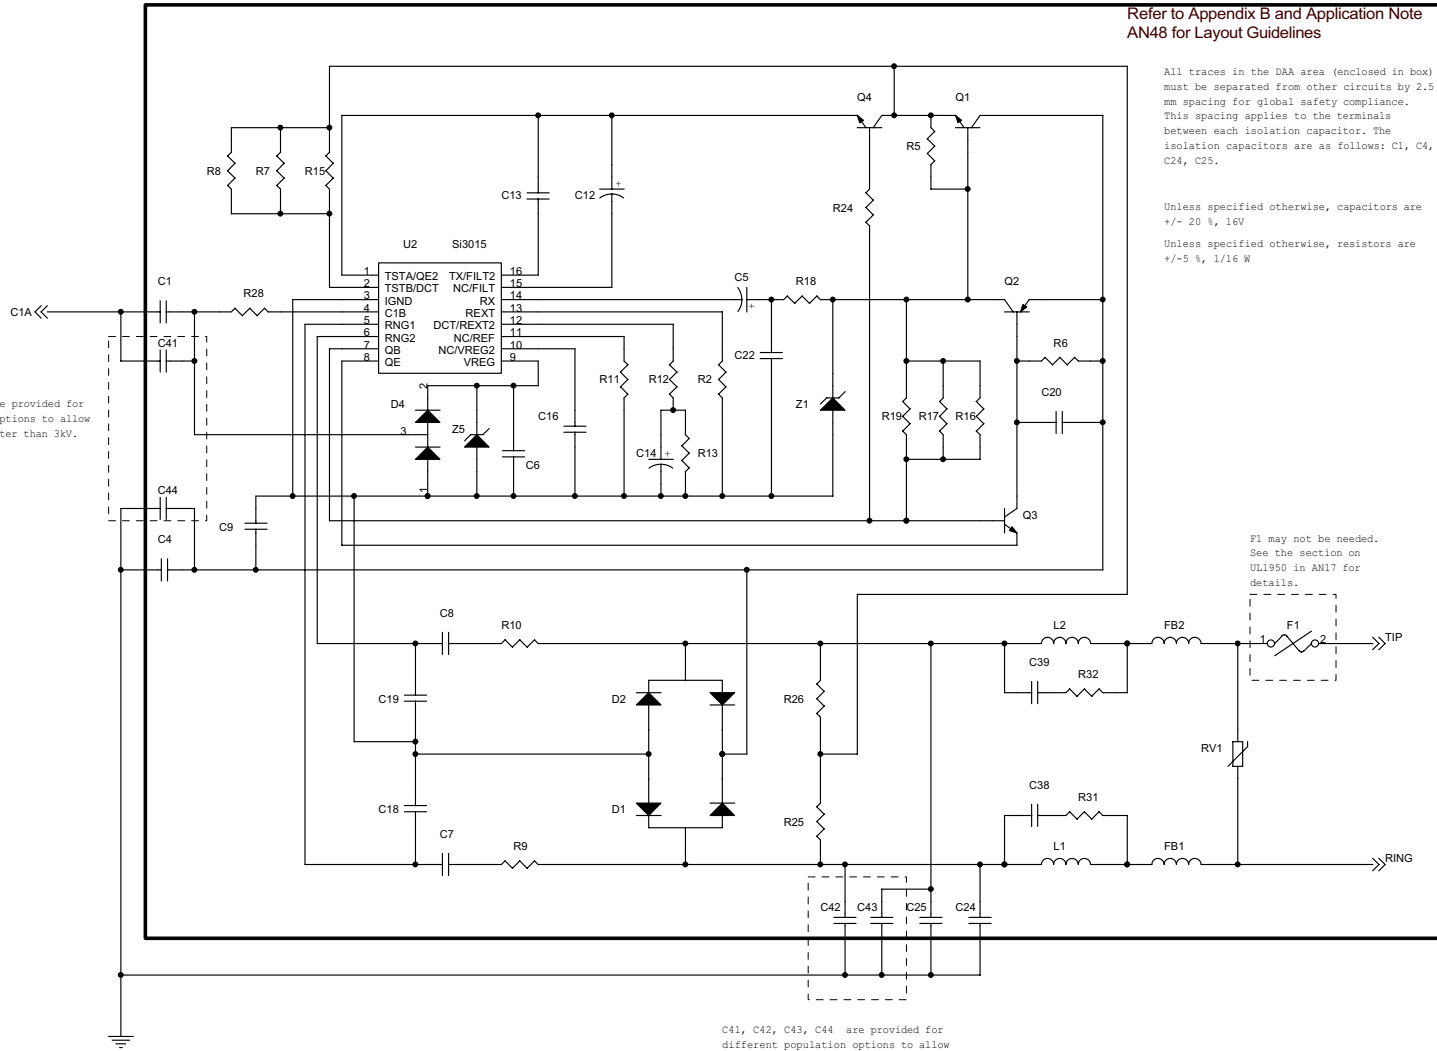 Refer to Appendix B and Application Note
AN48 for Layout Guidelines
All traces in the DAA area (enclosed in box)
must be separated from other circuits by 2.5
mm spacing for global safety compliance.
This spacing applies to the terminals
between each isolation capacitor. The
isolation capacitors are as follows: C1, C4,
C24, C25.
Unless specified otherwise, capacitors are
+/- 20 %, 16V
Unless specified otherwise, resistors are
+/-5 %, 1/16 W
Q4
Q1
R5
R8
R7
R15
C13
C12
+
R24
U2
Si3015
1
TSTA/QE2
TX/FILT2
16
2
TSTB/DCT
NC/FILT
15
3
IGND
RX
14
4
C1B
REXT
13
5
RNG1
DCT/REXT2
12
6
RNG2
NC/REF
11
7
QB
NC/VREG2
10
8
QE
VREG
9
C1A
C1
R28
C41
C5
+
R18
Q2
C22
R6
C20
R11
R12
R2
Z1
R19
R17
R16
e provided for
ptions to allow
ter than 3kV.
D4
2
3
1
Z5
C6
C16
C14
+
R13
C44
C9
C4
Q3
F1 may not be needed.
See the section on
UL1950 in AN17 for
details.
C8
R10
L2
FB2
1
F1
2
TIP
C39
R32
C19
D2
R26
RV1
C18
D1
R25
C38
R31
C7
R9
L1
FB1
RING
C42
C43
C25
C24
C41, C42, C43, C44 are provided for
different population options to allow